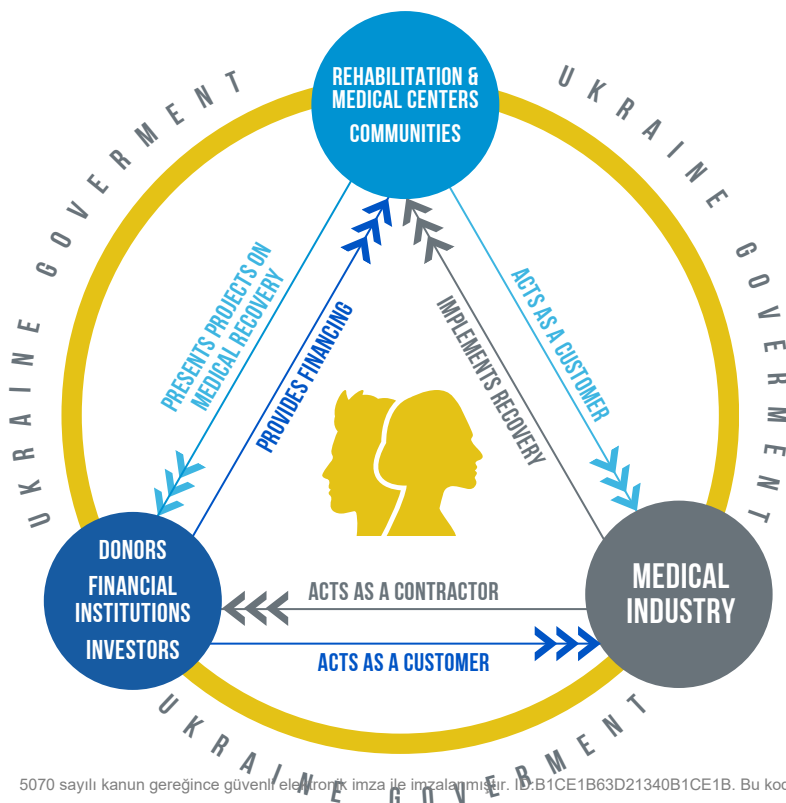 REHABILITATION &
MEDICAL CENTERS
COMMUNITIES
UKRAINE GOVERMENT
UKRAINE GOVERMENT
PRESENTS PROJECTS ON
MEDICAL RECOVERY
PROVIDES FINANCING
IMPLEMENTS RECOVERY
ACTS AS A CUSTOMER
DONORS
FINANCIAL
INSTITUTIONS
INVESTORS
ACTS AS A CONTRACTOR
ACTS AS A CUSTOMER
MEDICAL
INDUSTRY
UKRAINE GOVERMENT
5070 sayılı kanun gereğince güvenli elektronik imza ile imzalanmıştır. ID:B1CE1B63D21340B1CE1B. Bu kod